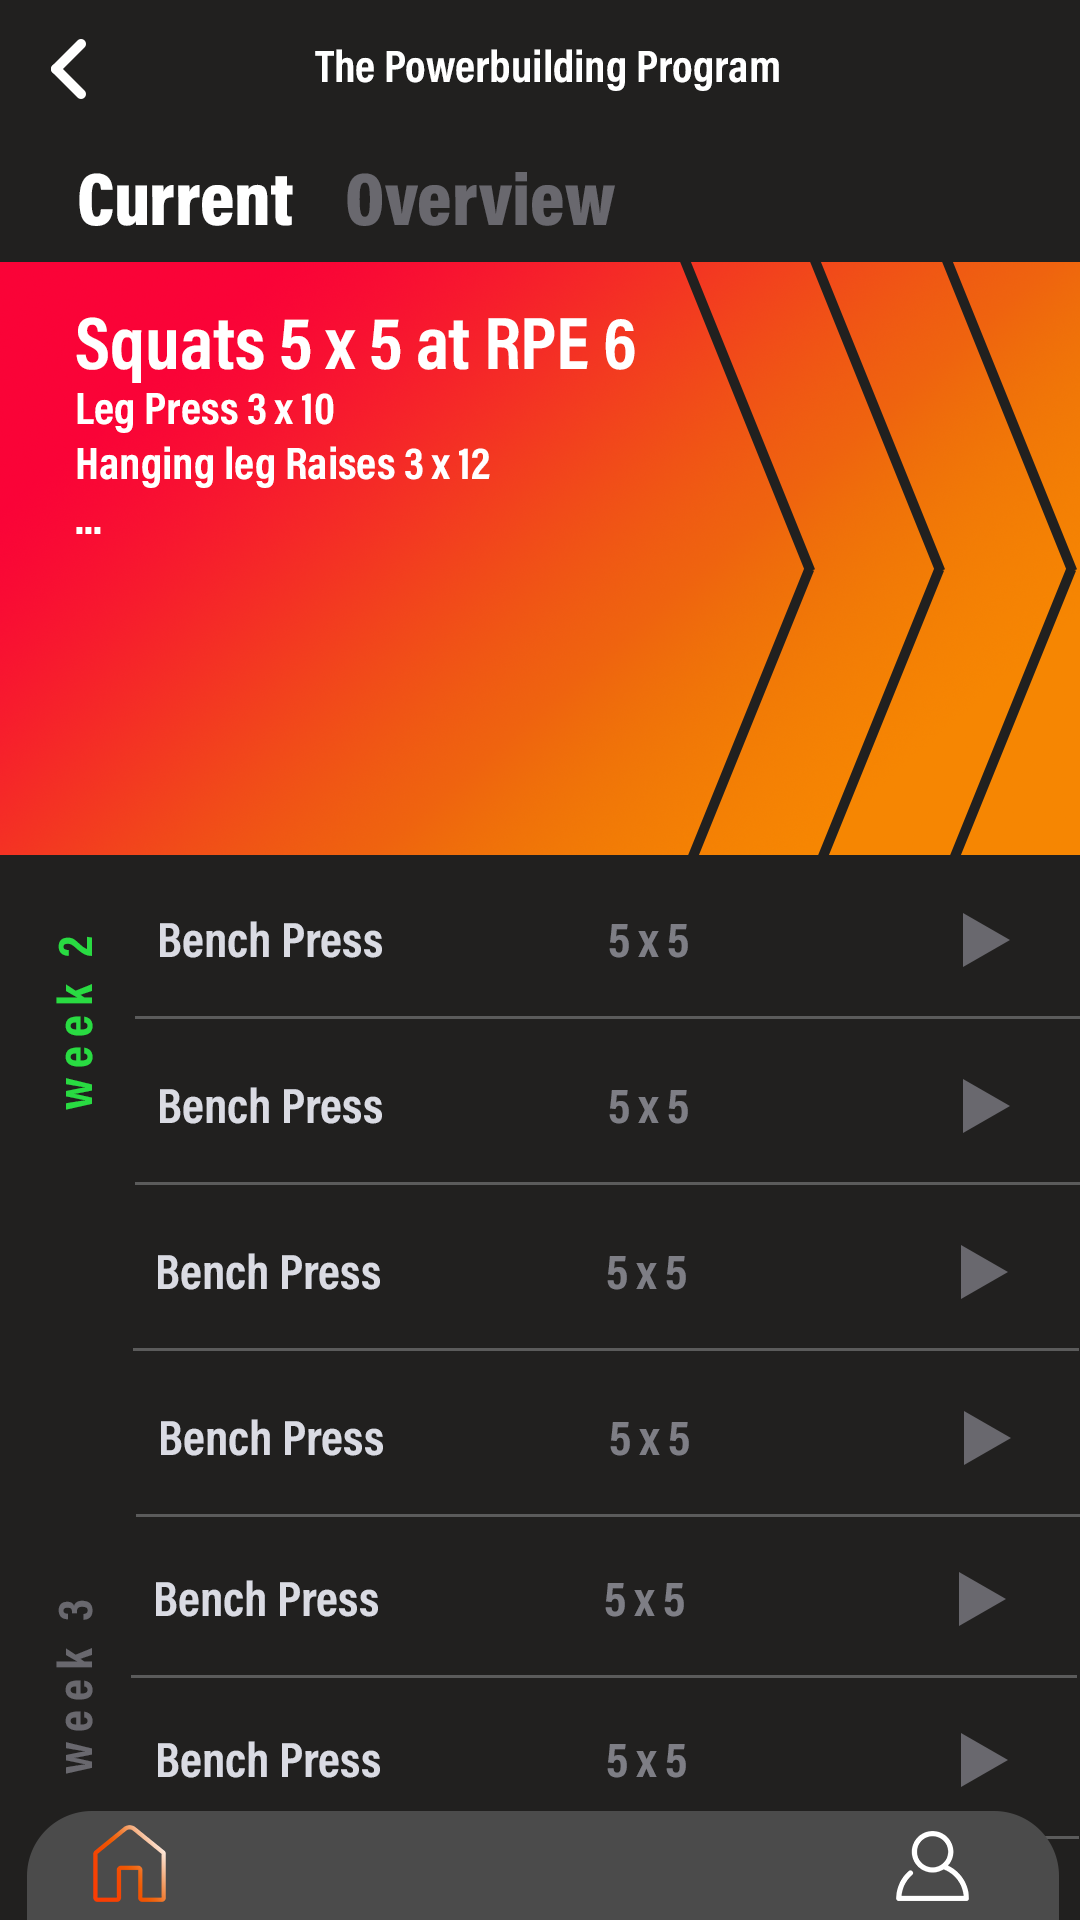 The Powerbuilding Program
Current Overview
Squats 5 x 5 at RPE 6
Leg Press 3 x 10
Hanging leg Raises 3 x 12
...
week 2
Bench Press 5 x 5
Bench Press 5 x 5
Bench Press 5 x 5
Bench Press 5 x 5
week 3
Bench Press 5 x 5
Bench Press 5 x 5